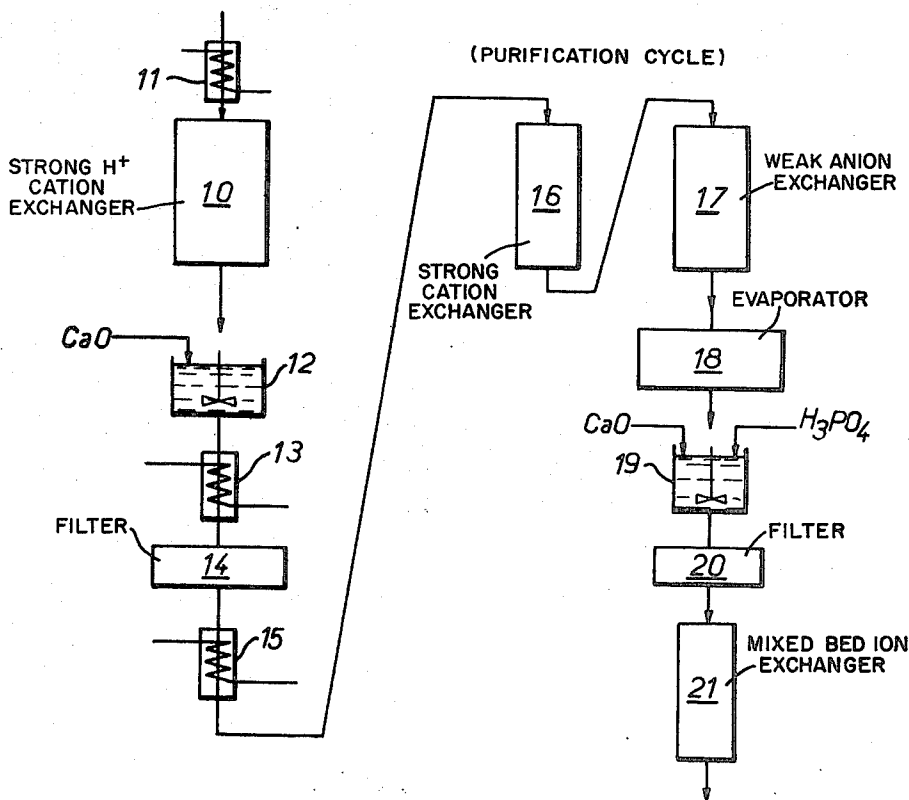 (PURIFICATION CYCLE)
11
STRONG H+
CATION
EXCHANGER
10
CaO
12
13
FILTER
14
15
16
STRONG
CATION
EXCHANGER
17
WEAK ANION
EXCHANGER
EVAPORATOR
18
CaO
H3PO4
19
FILTER
20
MIXED BED ION
EXCHANGER
21